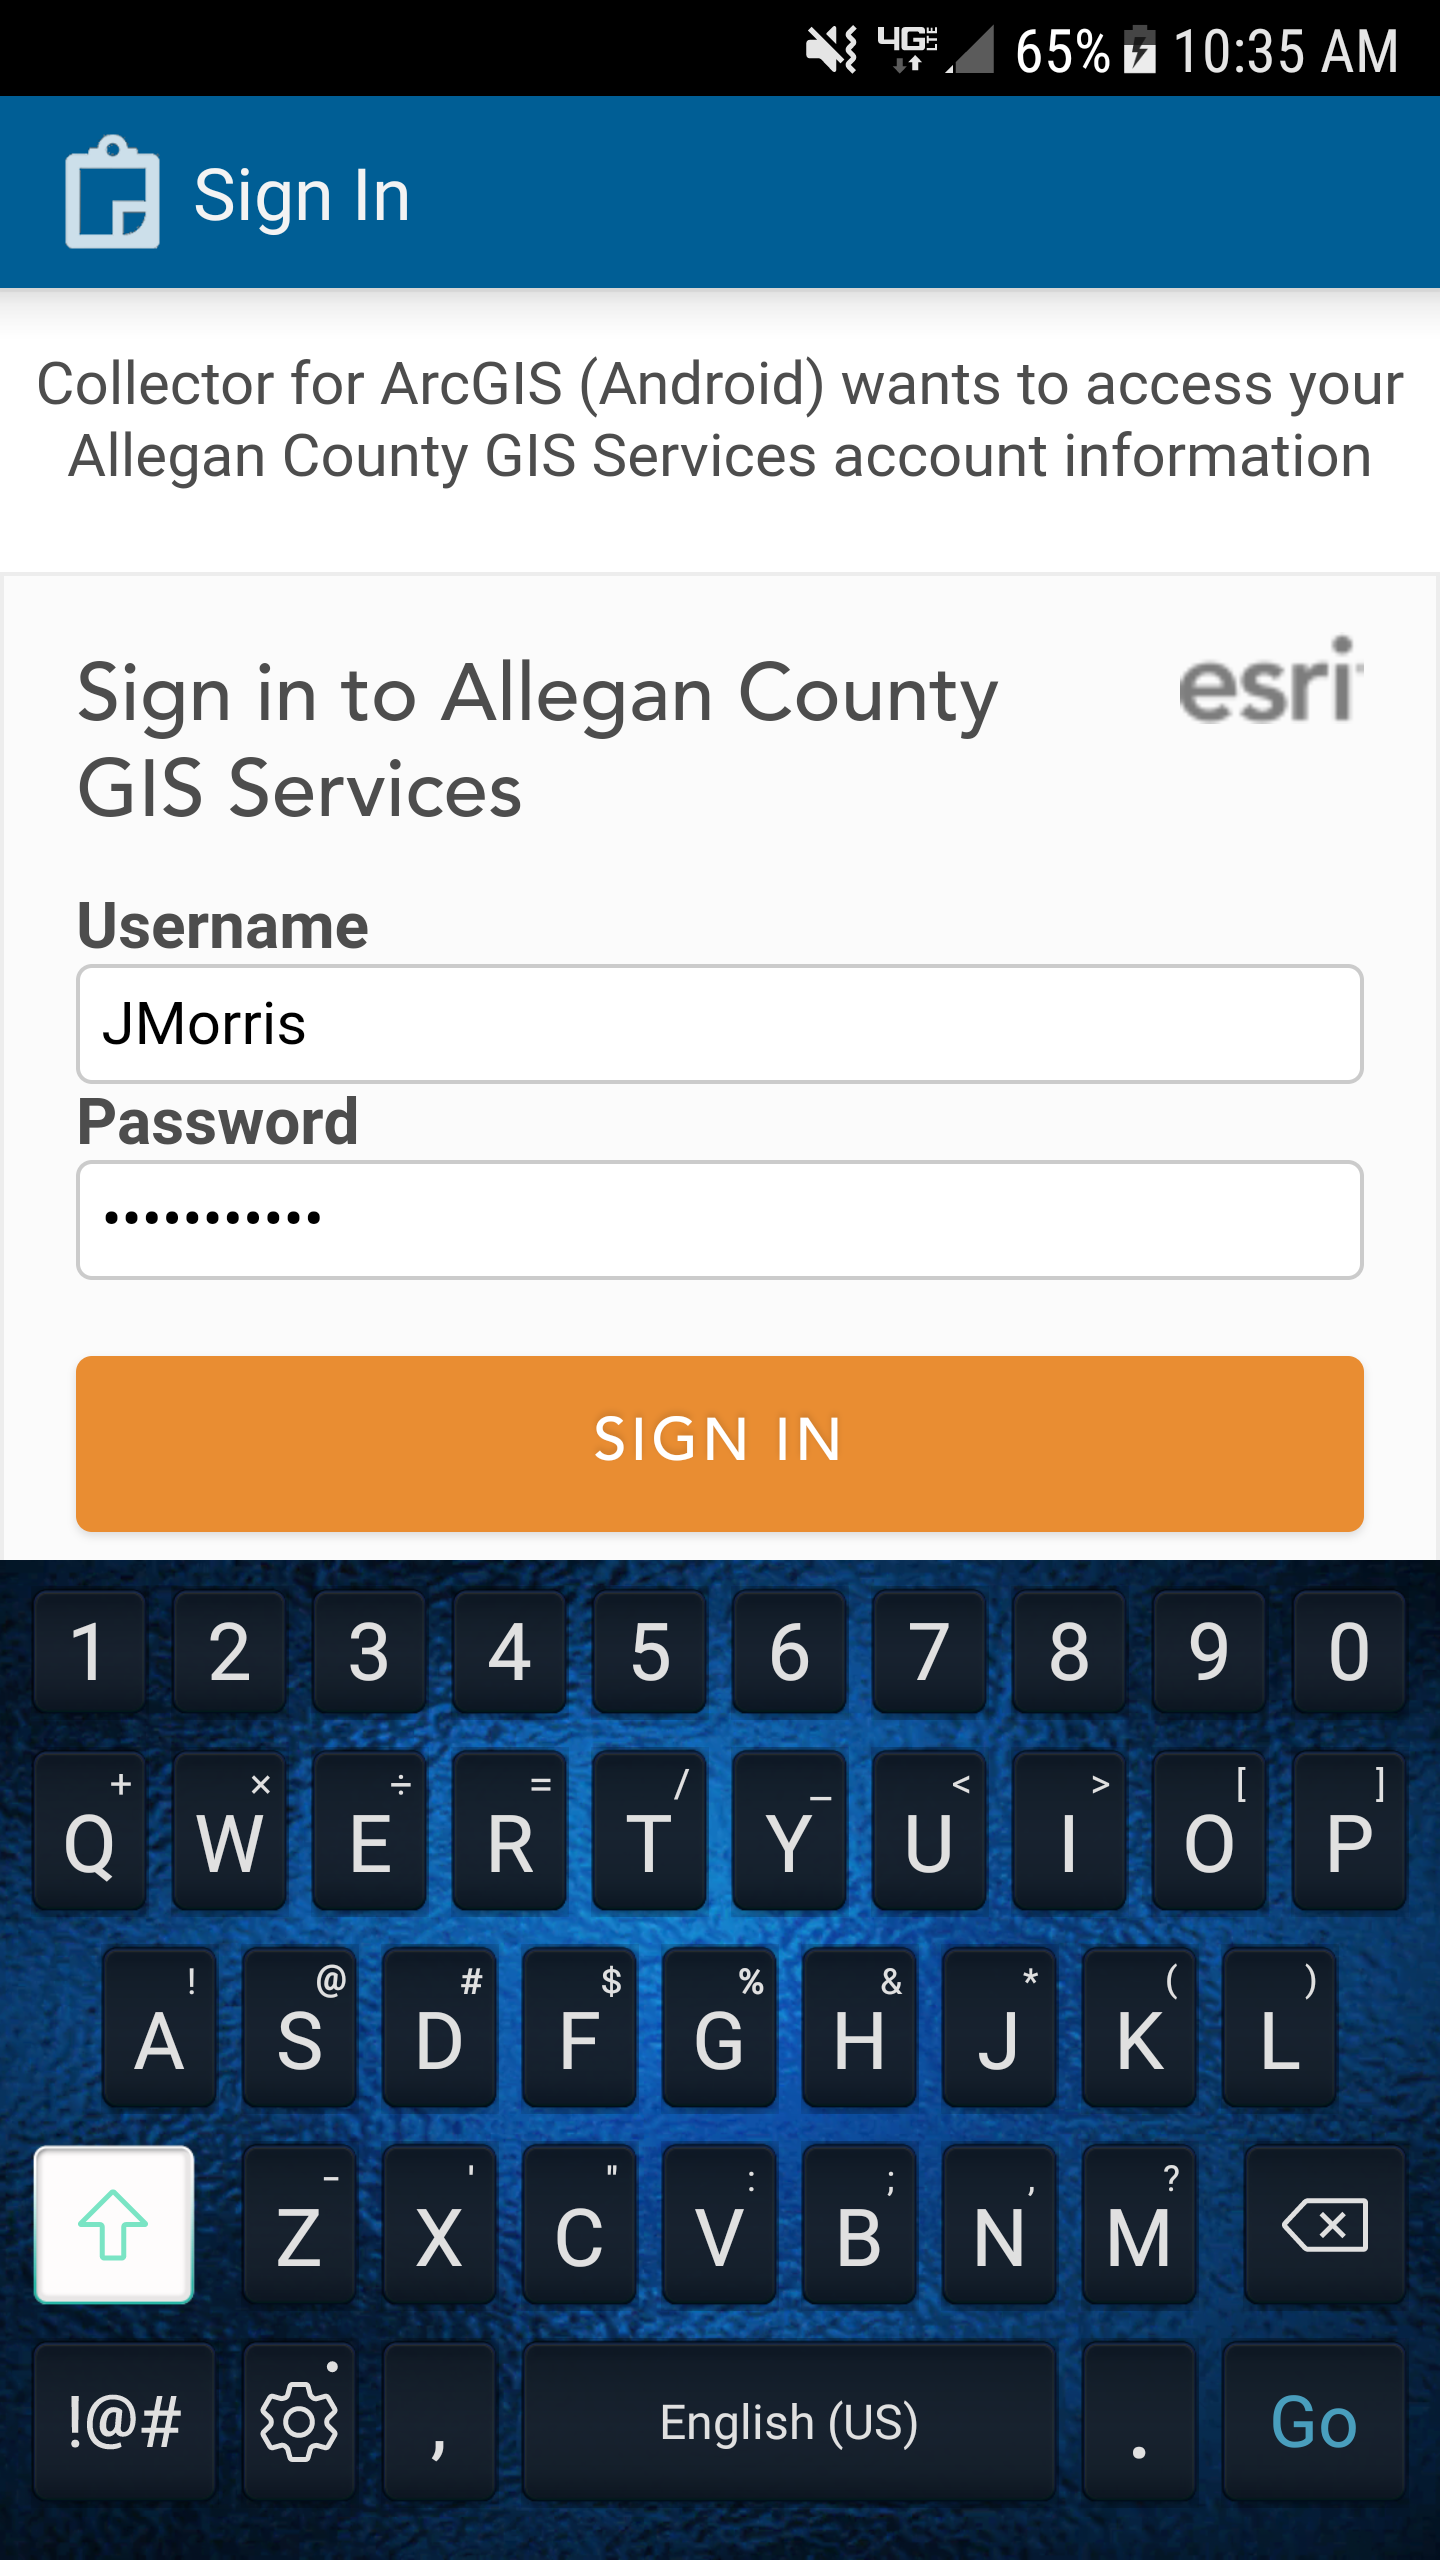 4G LTE 65% 10:35 AM
Sign In
Collector for ArcGIS (Android) wants to access your
Allegan County GIS Services account information
Sign in to Allegan County
GIS Services
esri
Username
JMorris
Password
•••••••••••
SIGN IN
1 2 3 4 5 6 7 8 9 0
+ × ÷ = / _ < > [ ]
Q W E R T Y U I O P
! @ # $ % & * ( )
A S D F G H J K L
- ' " : ; , ?
Z X C V B N M
!@# , English (US) . Go